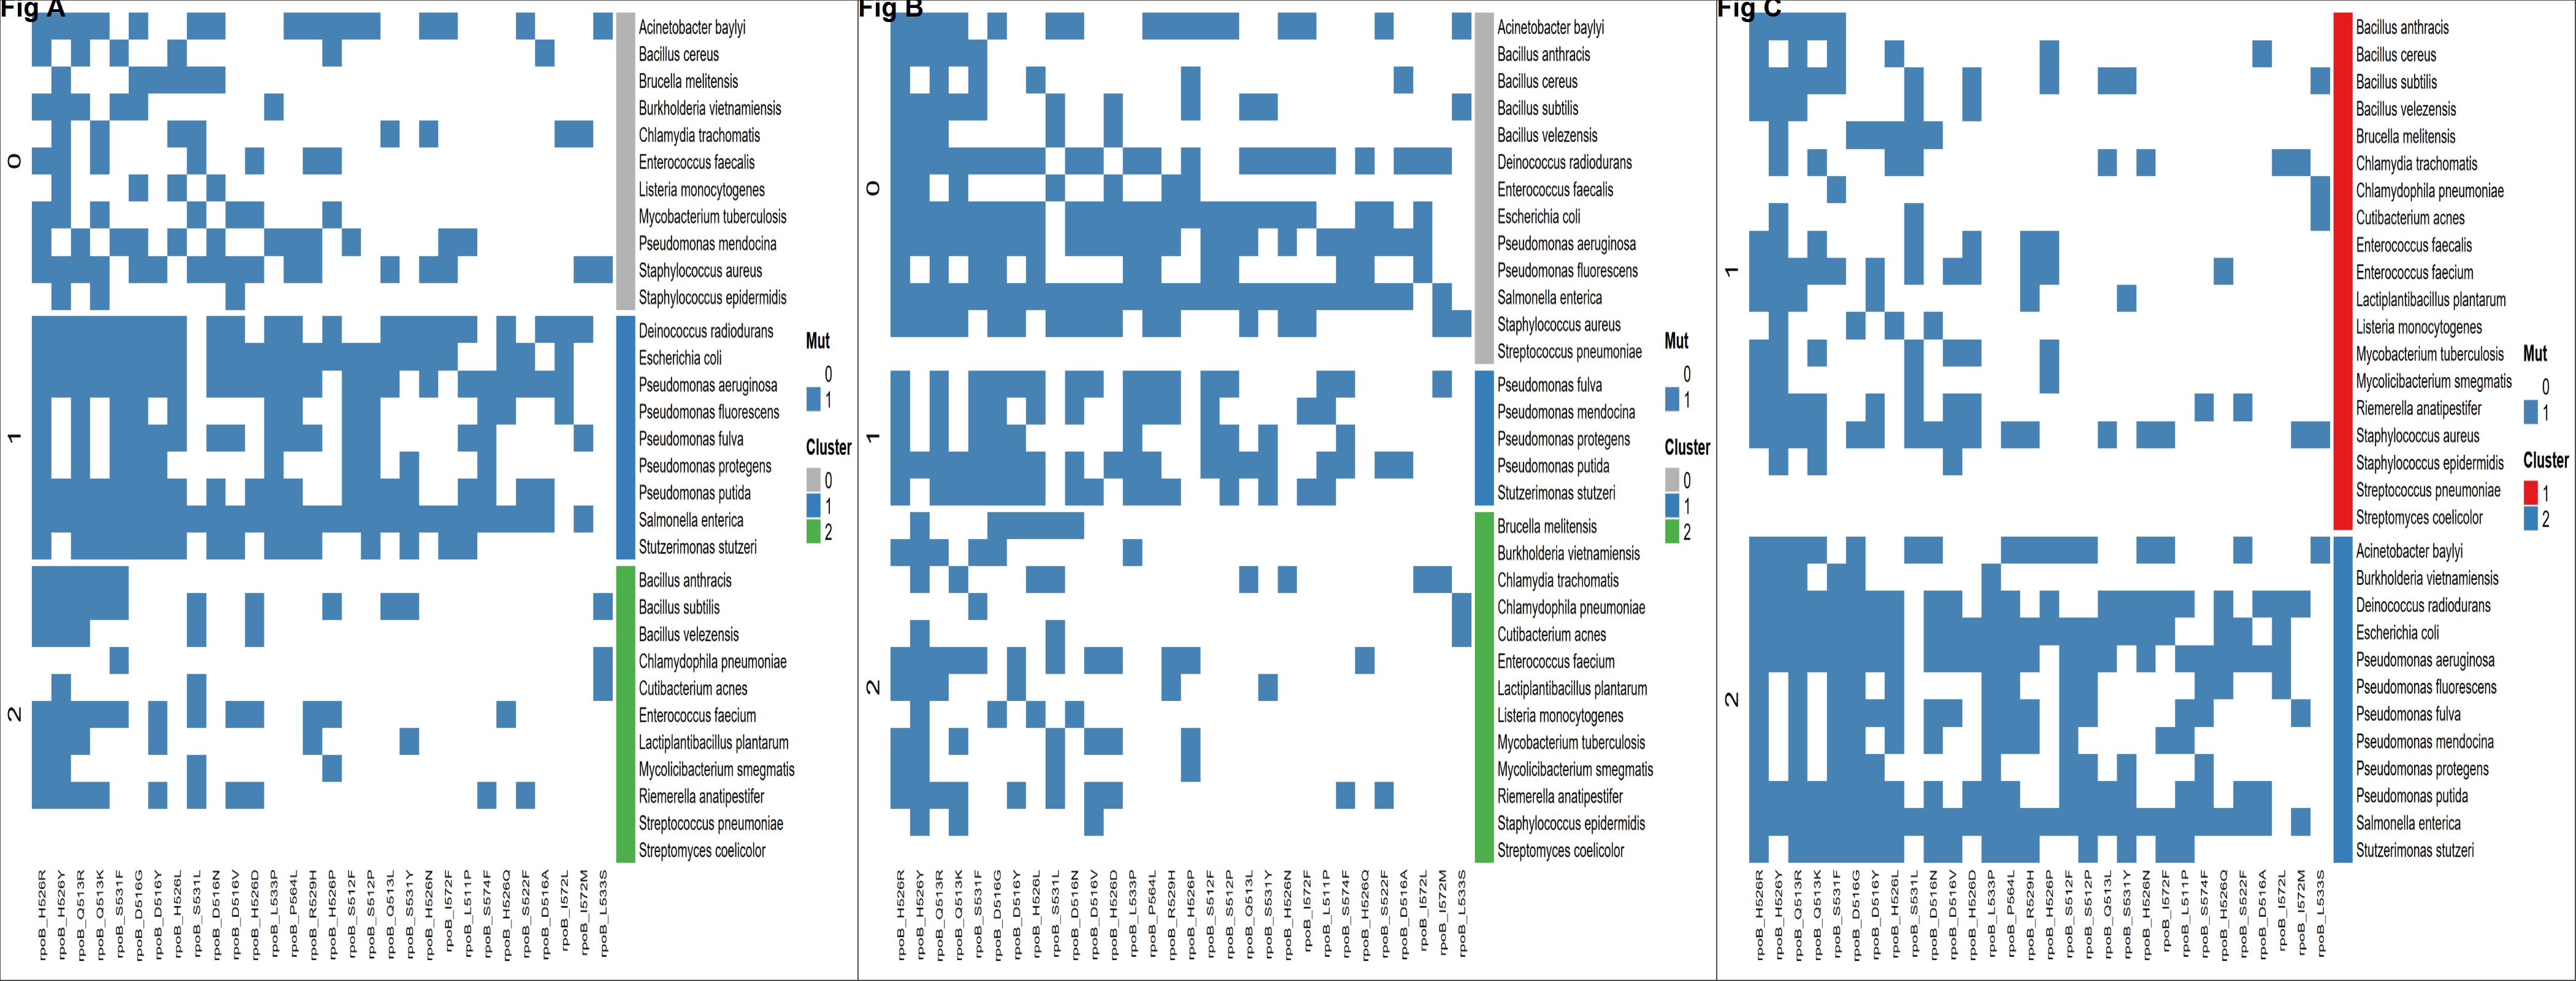 Fig A
Acinetobacter baylyi
Bacillus cereus
Brucella melitensis
Burkholderia vietnamiensis
Chlamydia trachomatis
Enterococcus faecalis
Listeria monocytogenes
Mycobacterium tuberculosis
Pseudomonas mendocina
Staphylococcus aureus
Staphylococcus epidermidis
0
Deinococcus radiodurans
Escherichia coli
Pseudomonas aeruginosa
Pseudomonas fluorescens
Pseudomonas fulva
Pseudomonas protegens
Pseudomonas putida
Salmonella enterica
Stutzerimonas stutzeri
1
Bacillus anthracis
Bacillus subtilis
Bacillus velezensis
Chlamydophila pneumoniae
Cutibacterium acnes
Enterococcus faecium
Lactiplantibacillus plantarum
Mycolicibacterium smegmatis
Riemerella anatipestifer
Streptococcus pneumoniae
Streptomyces coelicolor
2
Mut
0
1
Cluster
0
1
2
rpoB_H526R
rpoB_H526Y
rpoB_Q513R
rpoB_Q513K
rpoB_S531F
rpoB_D516G
rpoB_D516Y
rpoB_H526L
rpoB_S531L
rpoB_D516N
rpoB_D516V
rpoB_H526D
rpoB_L533P
rpoB_P564L
rpoB_R529H
rpoB_H526P
rpoB_S512F
rpoB_S512P
rpoB_Q513L
rpoB_S531Y
rpoB_H526N
rpoB_I572F
rpoB_L511P
rpoB_S574F
rpoB_H526Q
rpoB_S522F
rpoB_D516A
rpoB_I572L
rpoB_I572M
rpoB_L533S
Fig B
Acinetobacter baylyi
Bacillus anthracis
Bacillus cereus
Bacillus subtilis
Bacillus velezensis
Deinococcus radiodurans
Enterococcus faecalis
Escherichia coli
Pseudomonas aeruginosa
Pseudomonas fluorescens
Salmonella enterica
Staphylococcus aureus
Streptococcus pneumoniae
0
Pseudomonas fulva
Pseudomonas mendocina
Pseudomonas protegens
Pseudomonas putida
Stutzerimonas stutzeri
1
Brucella melitensis
Burkholderia vietnamiensis
Chlamydia trachomatis
Chlamydophila pneumoniae
Cutibacterium acnes
Enterococcus faecium
Lactiplantibacillus plantarum
Listeria monocytogenes
Mycobacterium tuberculosis
Mycolicibacterium smegmatis
Riemerella anatipestifer
Staphylococcus epidermidis
Streptomyces coelicolor
2
Mut
0
1
Cluster
0
1
2
rpoB_H526R
rpoB_H526Y
rpoB_Q513R
rpoB_Q513K
rpoB_S531F
rpoB_D516G
rpoB_D516Y
rpoB_H526L
rpoB_S531L
rpoB_D516N
rpoB_D516V
rpoB_H526D
rpoB_L533P
rpoB_P564L
rpoB_R529H
rpoB_H526P
rpoB_S512F
rpoB_S512P
rpoB_Q513L
rpoB_S531Y
rpoB_H526N
rpoB_I572F
rpoB_L511P
rpoB_S574F
rpoB_H526Q
rpoB_S522F
rpoB_D516A
rpoB_I572L
rpoB_I572M
rpoB_L533S
Fig C
Bacillus anthracis
Bacillus cereus
Bacillus subtilis
Bacillus velezensis
Brucella melitensis
Chlamydia trachomatis
Chlamydophila pneumoniae
Cutibacterium acnes
Enterococcus faecalis
Enterococcus faecium
Lactiplantibacillus plantarum
Listeria monocytogenes
Mycobacterium tuberculosis
Mycolicibacterium smegmatis
Riemerella anatipestifer
Staphylococcus aureus
Staphylococcus epidermidis
Streptococcus pneumoniae
Streptomyces coelicolor
1
Acinetobacter baylyi
Burkholderia vietnamiensis
Deinococcus radiodurans
Escherichia coli
Pseudomonas aeruginosa
Pseudomonas fluorescens
Pseudomonas fulva
Pseudomonas mendocina
Pseudomonas protegens
Pseudomonas putida
Salmonella enterica
Stutzerimonas stutzeri
2
Mut
0
1
Cluster
1
2
rpoB_H526R
rpoB_H526Y
rpoB_Q513R
rpoB_Q513K
rpoB_S531F
rpoB_D516G
rpoB_D516Y
rpoB_H526L
rpoB_S531L
rpoB_D516N
rpoB_D516V
rpoB_H526D
rpoB_L533P
rpoB_P564L
rpoB_R529H
rpoB_H526P
rpoB_S512F
rpoB_S512P
rpoB_Q513L
rpoB_S531Y
rpoB_H526N
rpoB_I572F
rpoB_L511P
rpoB_S574F
rpoB_H526Q
rpoB_S522F
rpoB_D516A
rpoB_I572L
rpoB_I572M
rpoB_L533S